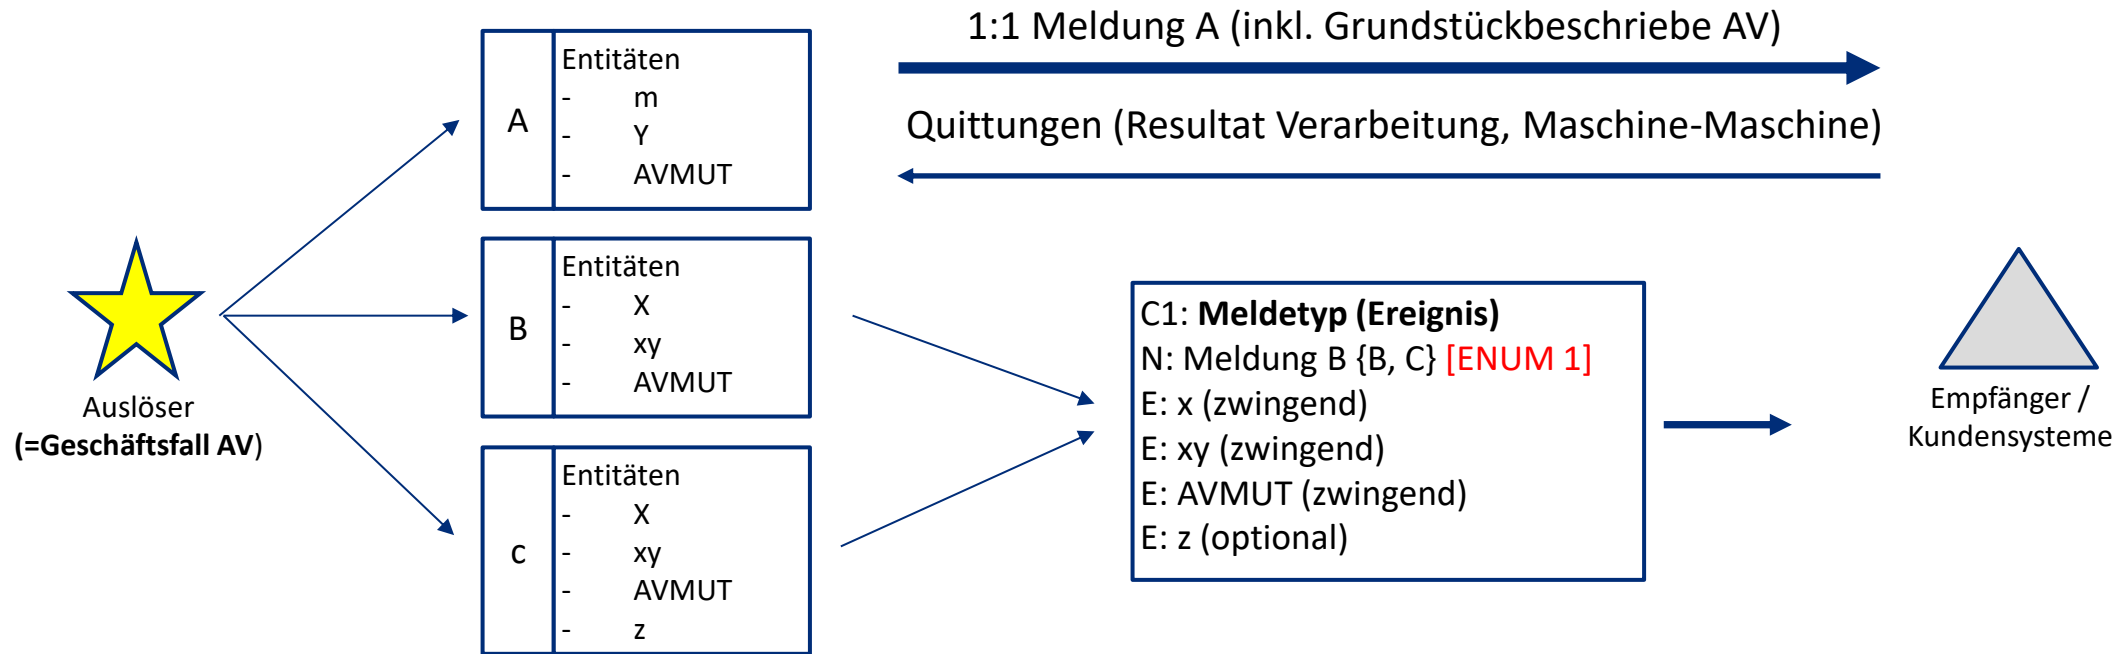 1:1 Meldung A (inkl. Grundstückbeschriebe AV)
Quittungen (Resultat Verarbeitung, Maschine-Maschine)
A
Entitäten
- m
- Y
- AVMUT
B
Entitäten
- X
- xy
- AVMUT
c
Entitäten
- X
- xy
- AVMUT
- z
Auslöser
(=Geschäftsfall AV)
C1: Meldetyp (Ereignis)
N: Meldung B {B, C} [ENUM 1]
E: x (zwingend)
E: xy (zwingend)
E: AVMUT (zwingend)
E: z (optional)
Empfänger /
Kundensysteme